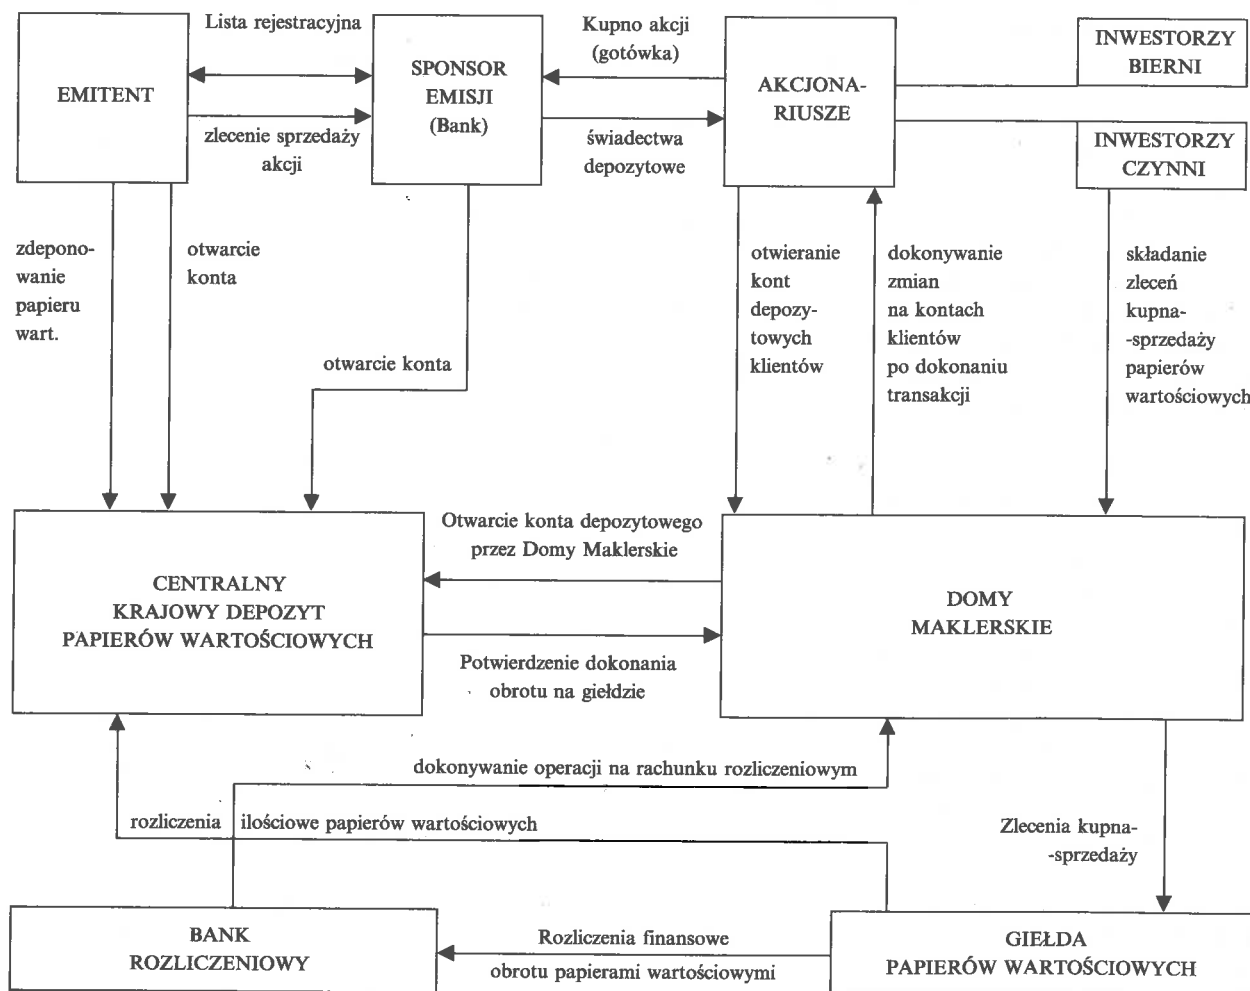 Lista rejestracyjna
EMITENT
zlecenie sprzedaży
akcji
SPONSOR
EMISJI
(Bank)
Kupno akcji
(gotówka)
świadectwa
depozytowe
AKCJONA-
RIUSZE
INWESTORZY
BIERNI
INWESTORZY
CZYNNI
zdepono-
wanie
papieru
wart.
otwarcie
konta
otwarcie konta
otwieranie
kont
depozy-
towych
klientów
dokonywanie
zmian
na kontach
klientów
po dokonaniu
transakcji
składanie
zleceń
kupna-
-sprzedaży
papierów
wartościowych
CENTRALNY
KRAJOWY DEPOZYT
PAPIERÓW WARTOŚCIOWYCH
Otwarcie konta depozytowego
przez Domy Maklerskie
Potwierdzenie dokonania
obrotu na giełdzie
DOMY
MAKLERSKIE
dokonywanie operacji na rachunku rozliczeniowym
rozliczenia ilościowe papierów wartościowych
Zlecenia kupna-
-sprzedaży
BANK
ROZLICZENIOWY
Rozliczenia finansowe
obrotu papierami wartościowymi
GIEŁDA
PAPIERÓW WARTOŚCIOWYCH